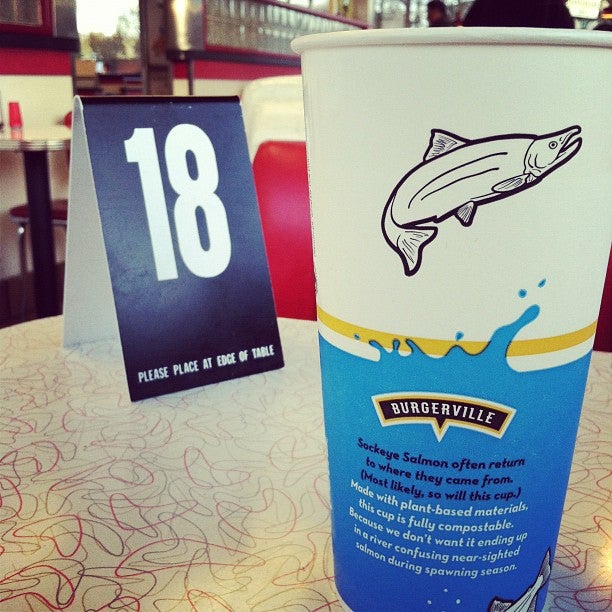 18
PLEASE PLACE AT EDGE OF TABLE
BURGERVILLE
Sockeye Salmon often return
to where they came from.
(Most likely, so will this cup.)
Made with plant-based materials,
this cup is fully compostable.
Because we don't want it ending up
in a river confusing near-sighted
salmon during spawning season.